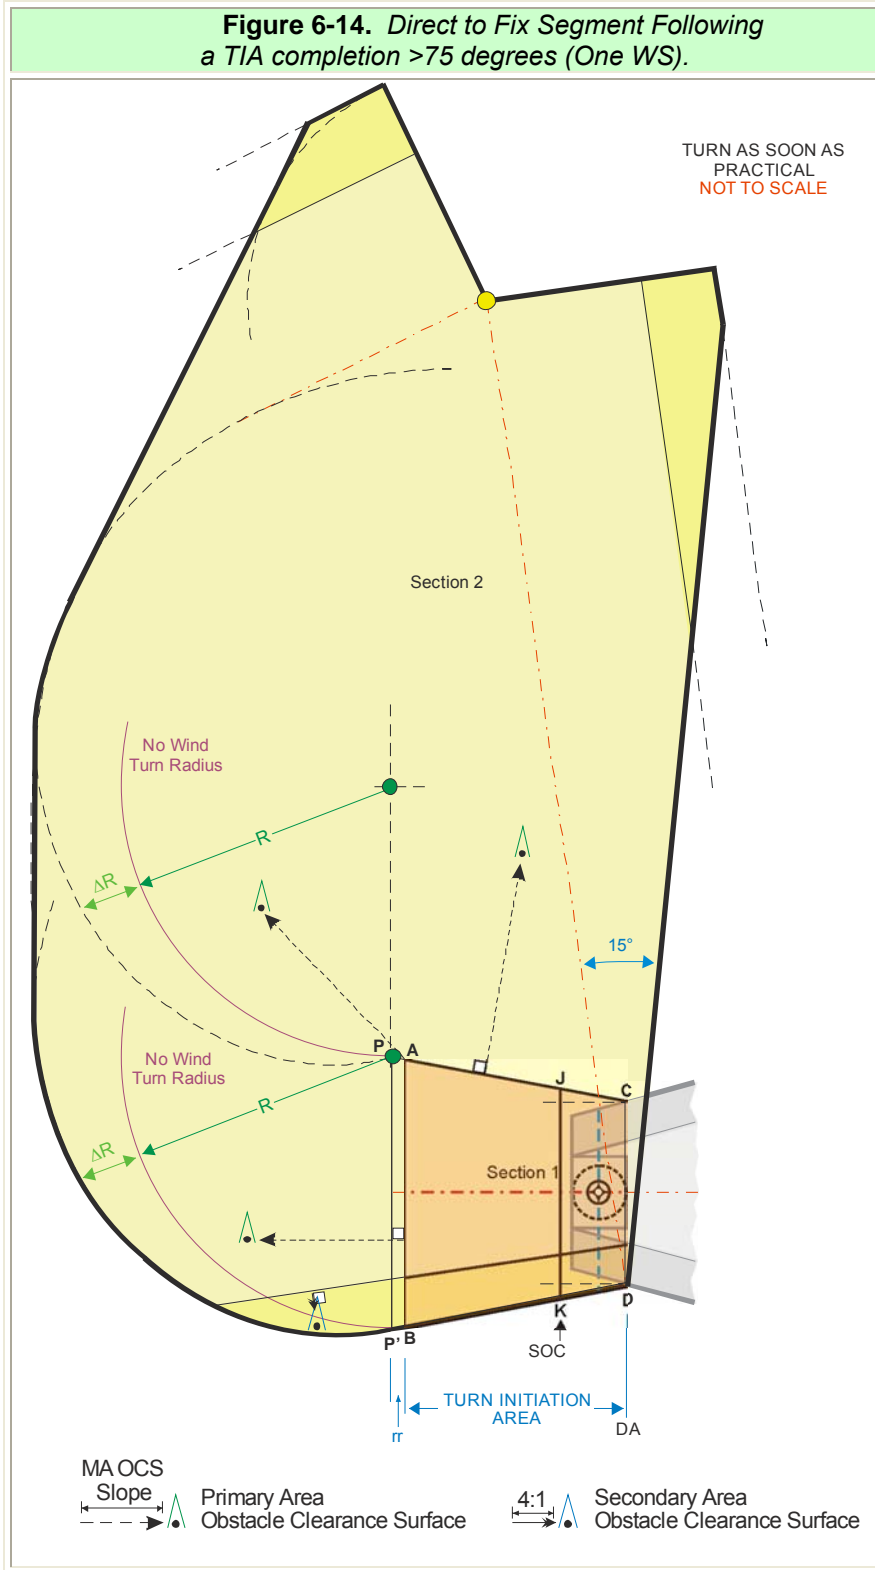 Figure 6-14. Direct to Fix Segment Following
a TIA completion >75 degrees (One WS).
TURN AS SOON AS
PRACTICAL
NOT TO SCALE
Section 2
No Wind
Turn Radius
R
ΔR
15°
P
A
J
C
No Wind
Turn Radius
R
ΔR
Section 1
D
K
P' B
SOC
TURN INITIATION
AREA
DA
rr
MA OCS
Slope
Primary Area
Obstacle Clearance Surface
4:1
Secondary Area
Obstacle Clearance Surface